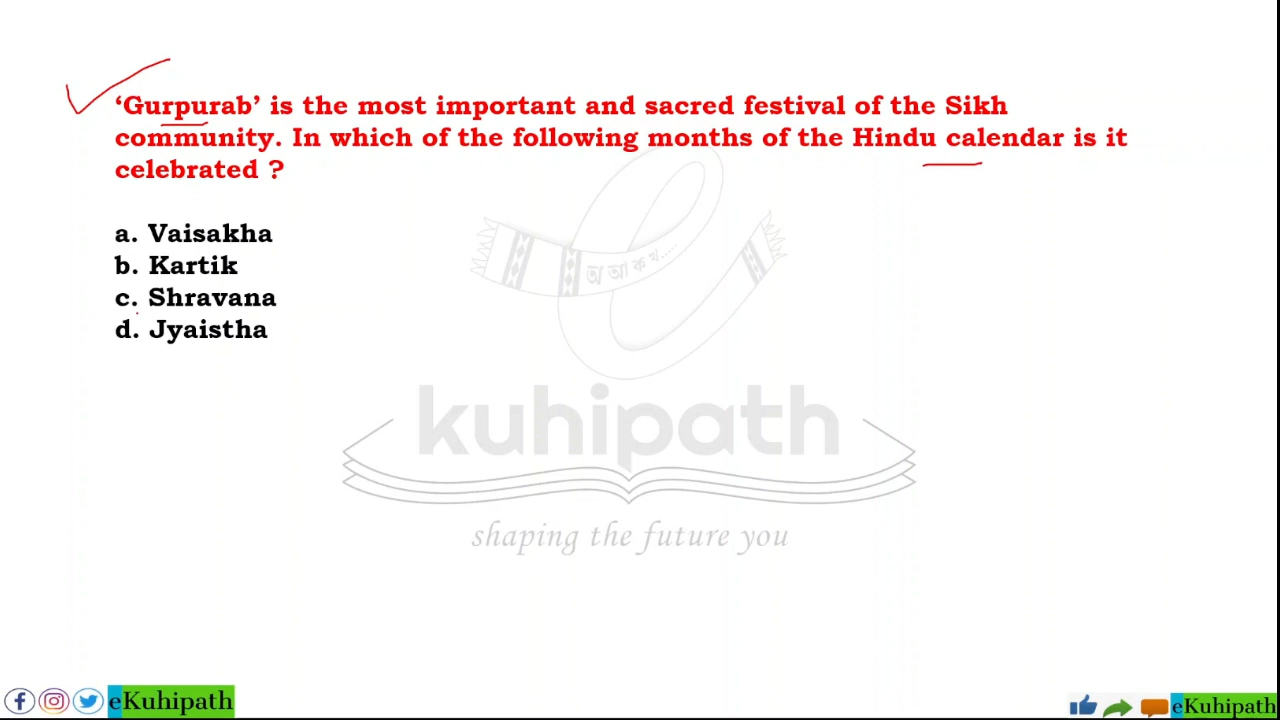 ‘Gurpurab’ is the most important and sacred festival of the Sikh
community. In which of the following months of the Hindu calendar is it
celebrated ?
a. Vaisakha
b. Kartik
c. Shravana
d. Jyaistha
অ আ ক খ.....
kuhipath
shaping the future you
eKuhipath
eKuhipath